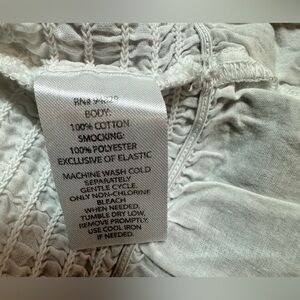 RN#
BODY:
100% COTTON
SMOCKING:
100% POLYESTER
EXCLUSIVE OF ELASTIC
MACHINE WASH COLD
SEPARATELY
GENTLE CYCLE.
ONLY NON-CHLORINE
BLEACH
WHEN NEEDED.
TUMBLE DRY LOW,
REMOVE PROMPTLY,
USE COOL IRON
IF NEEDED.